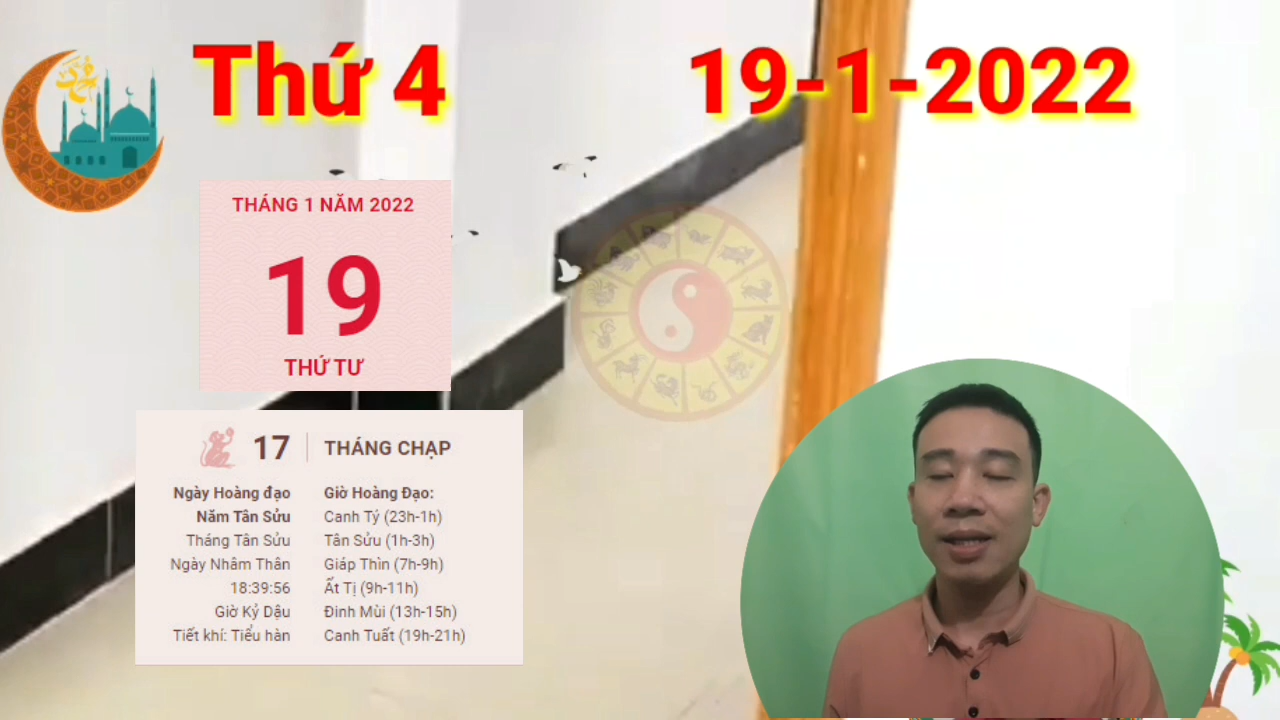 Thứ 4
19-1-2022
THÁNG 1 NĂM 2022
19
THỨ TƯ
17
THÁNG CHẠP
Ngày Hoàng đạo
Năm Tân Sửu
Tháng Tân Sửu
Ngày Nhâm Thân
18:39:56
Giờ Kỷ Dậu
Tiết khí: Tiểu hàn
Giờ Hoàng Đạo:
Canh Tý (23h-1h)
Tân Sửu (1h-3h)
Giáp Thìn (7h-9h)
Ất Tị (9h-11h)
Đinh Mùi (13h-15h)
Canh Tuất (19h-21h)